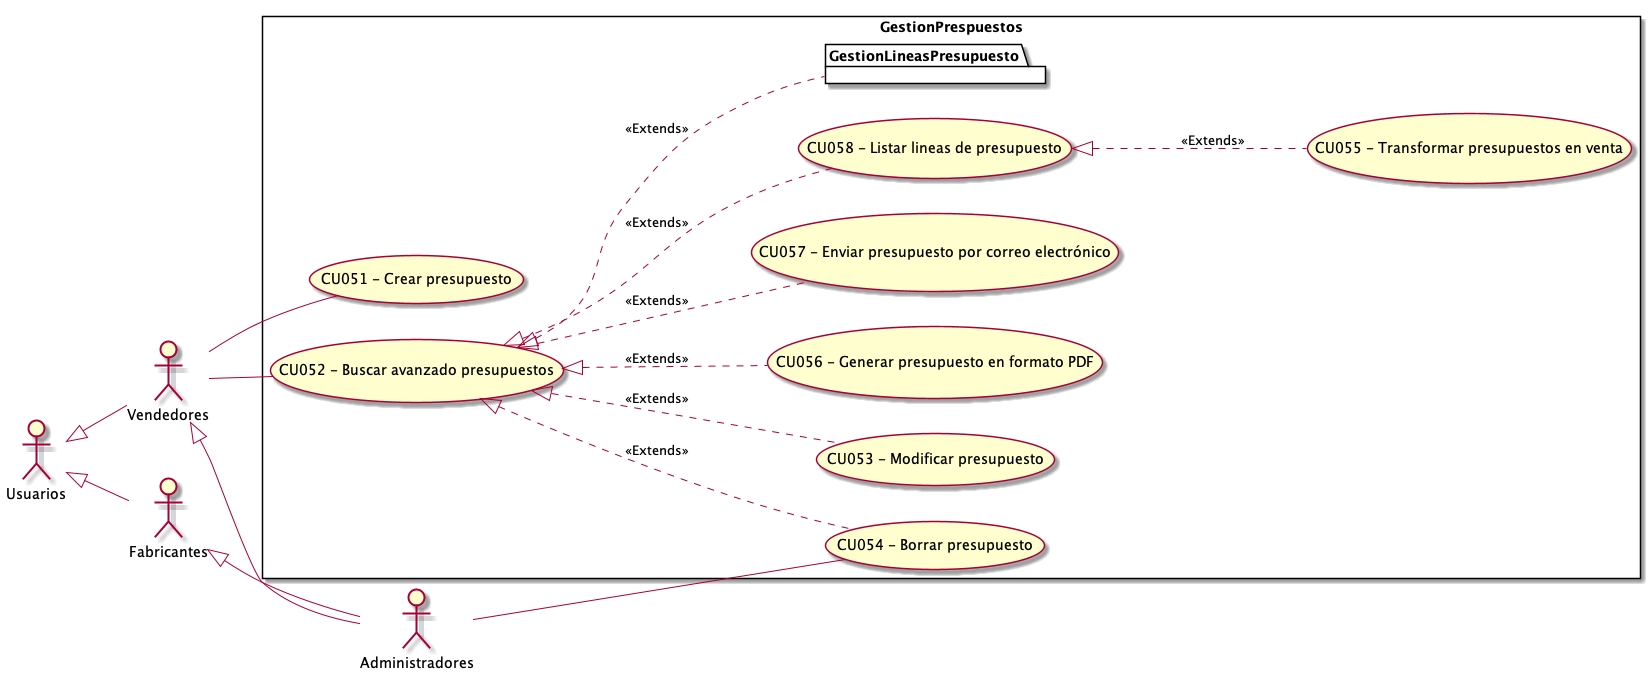 GestionPrespuestos
GestionLineasPresupuesto
«Extends»
CU058 – Listar lineas de presupuesto
«Extends»
CU055 – Transformar presupuestos en venta
«Extends»
CU057 – Enviar presupuesto por correo electrónico
CU051 – Crear presupuesto
«Extends»
«Extends»
CU056 – Generar presupuesto en formato PDF
CU052 – Buscar avanzado presupuestos
«Extends»
Vendedores
«Extends»
CU053 – Modificar presupuesto
Usuarios
CU054 – Borrar presupuesto
Fabricantes
Administradores